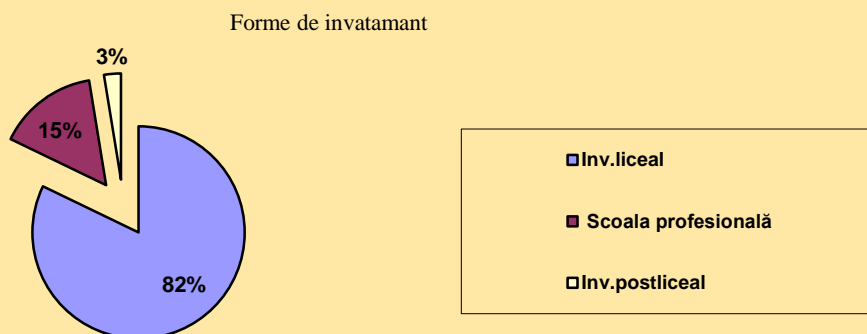 Forme de invatamant
3%
15%
82%
Inv.liceal
Scoala profesională
Inv.postliceal